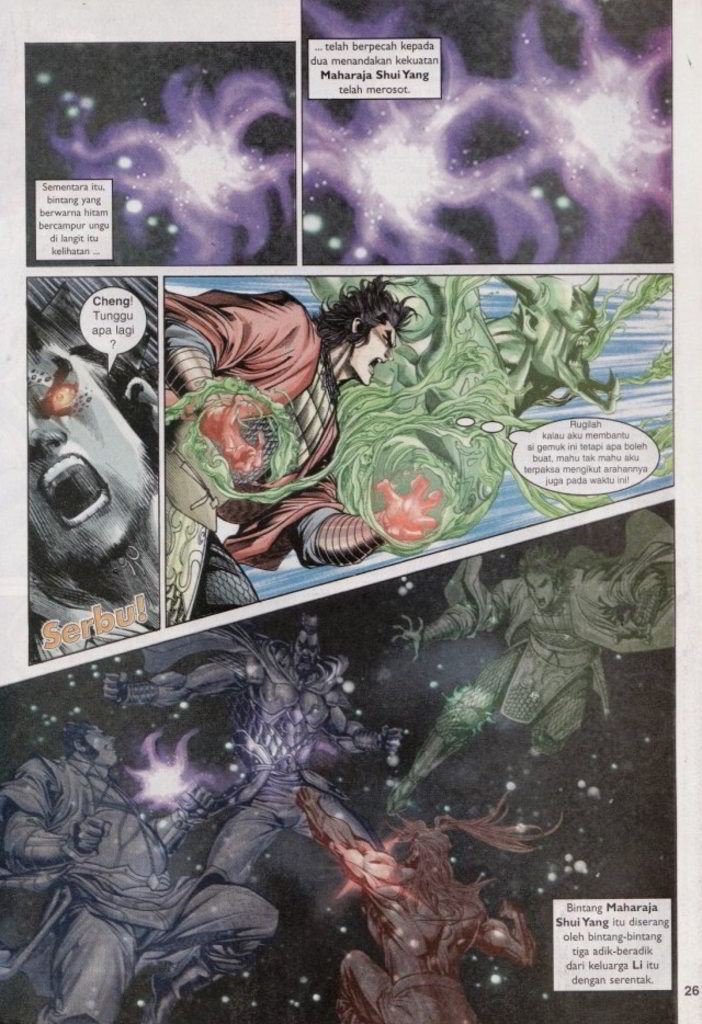 Sementara itu,
bintang yang
berwarna hitam
bercampur ungu
di langit itu
kelihatan ...
... telah berpecah kepada
dua menandakan kekuatan
Maharaja Shui Yang
telah merosot.
Cheng!
Tunggu
apa lagi
?
Serbu!
Rugilah
kalau aku membantu
si gemuk ini tetapi apa boleh
buat, mahu tak mahu aku
terpaksa mengikut arahannya
juga pada waktu ini!
Bintang Maharaja
Shui Yang itu diserang
oleh bintang-bintang
tiga adik-beradik
dari keluarga Li itu
dengan serentak.
26